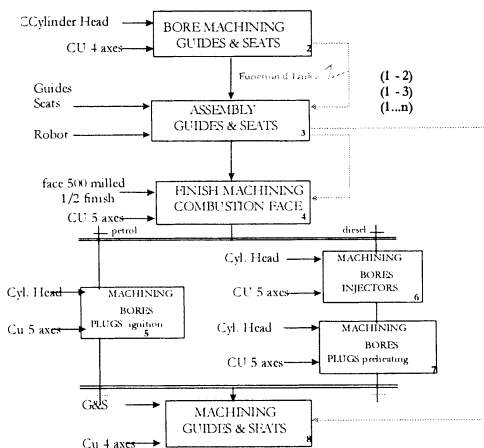 CCylinder Head
BORE MACHINING
GUIDES & SEATS
2
CU 4 axes
Functional Links
(1 - 2)
(1 - 3)
(1...n)
Guides
Seats
ASSEMBLY
GUIDES & SEATS
3
Robot
face 500 milled
1/2 finish
FINISH MACHINING
COMBUSTION FACE
4
CU 5 axes
petrol
diesel
Cyl. Head
MACHINING
BORES
INJECTORS
6
CU 5 axes
Cyl. Head
MACHINING
BORES
PLUGS ignition
5
Cu 5 axes
Cyl. Head
MACHINING
BORES
PLUGS preheating
7
CU 5 axes
G&S
MACHINING
GUIDES & SEATS
8
Cu 4 axes